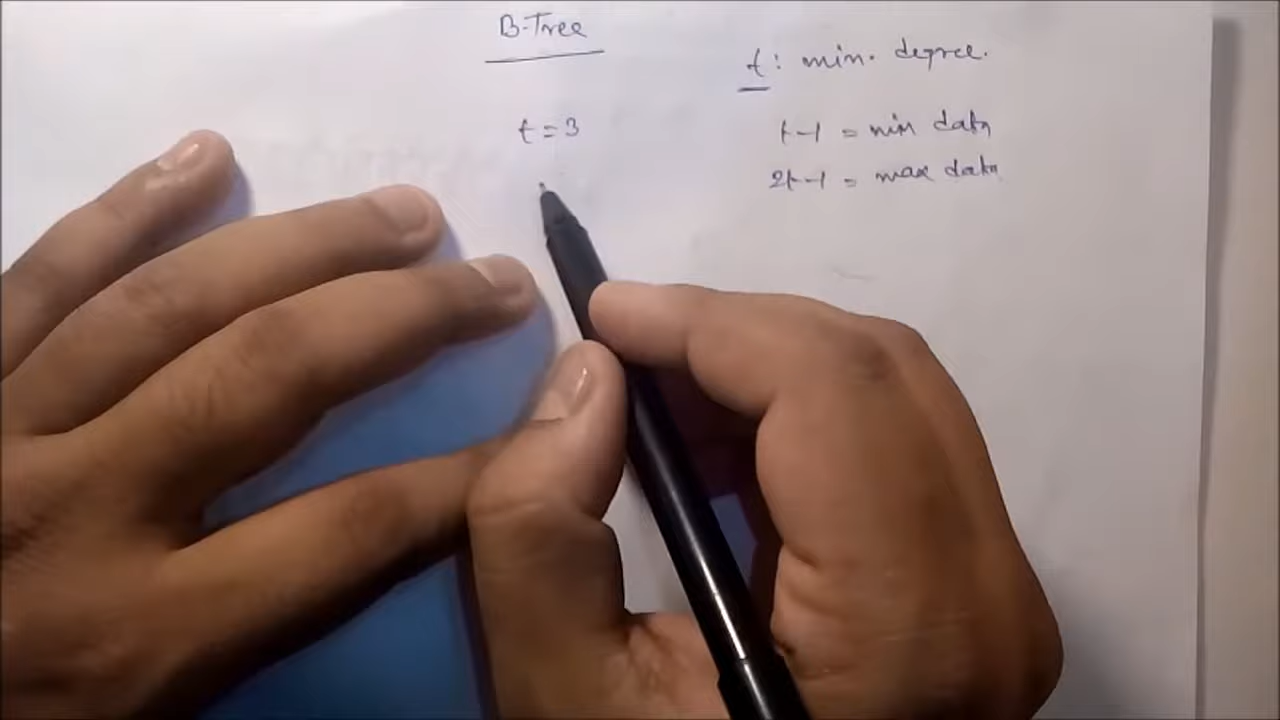 B-Tree
t: min. degree.
t = 3
t-1 = min data
2t-1 = max data